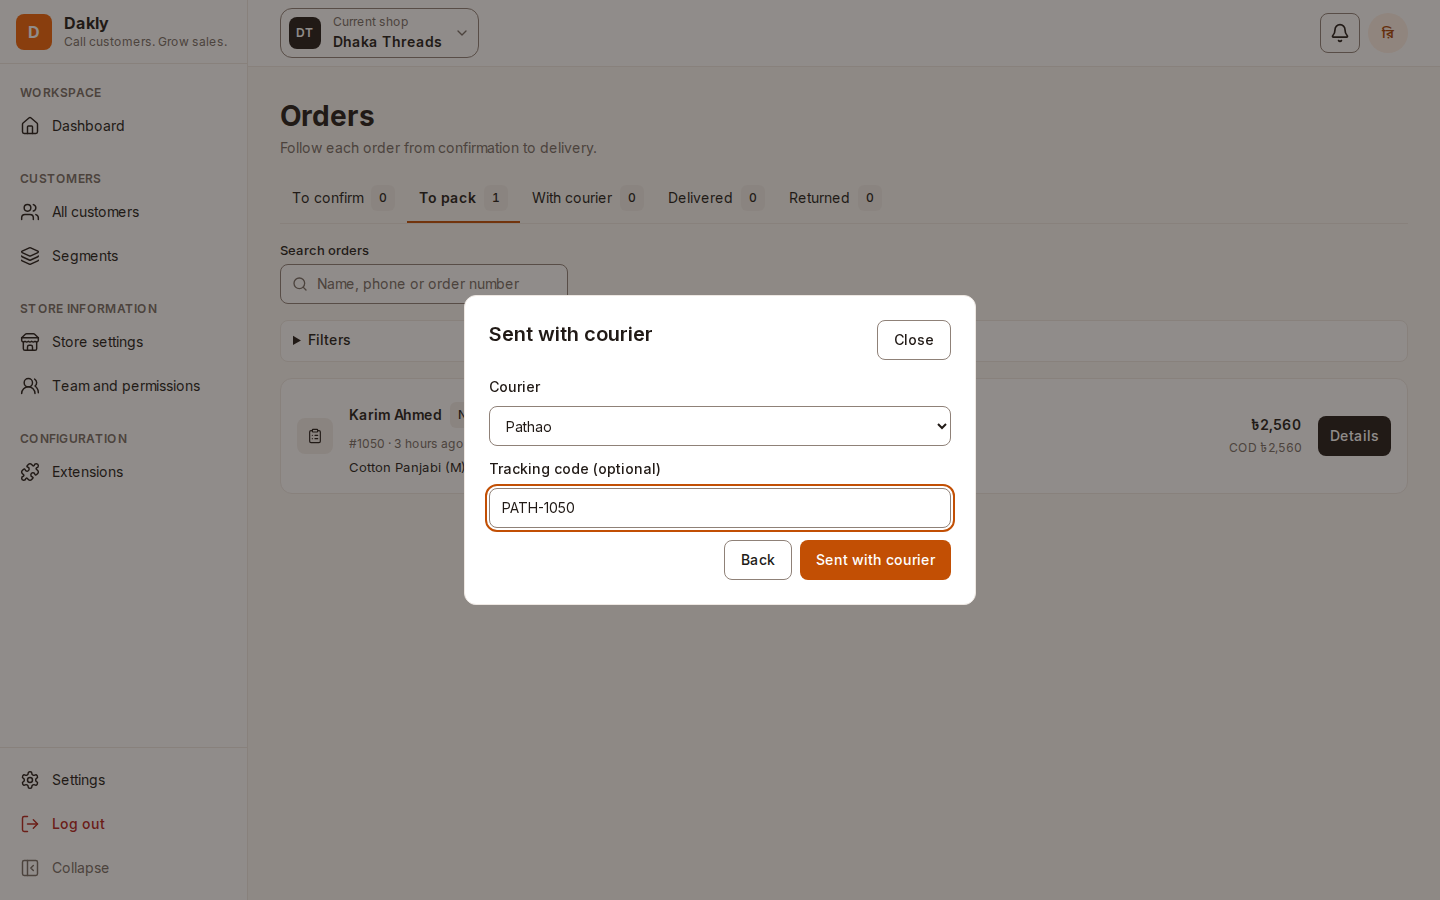 D
Dakly
Call customers. Grow sales.
WORKSPACE
Dashboard
CUSTOMERS
All customers
Segments
STORE INFORMATION
Store settings
Team and permissions
CONFIGURATION
Extensions
Settings
Log out
Collapse
DT
Current shop
Dhaka Threads
রি
Orders
Follow each order from confirmation to delivery.
To confirm 0
To pack 1
With courier 0
Delivered 0
Returned 0
Search orders
Name, phone or order number
Filters
Karim Ahmed
#1050 · 3 hours ago
Cotton Panjabi (M)
৳2,560
COD ৳2,560
Details
Sent with courier
Close
Courier
Pathao
Tracking code (optional)
PATH-1050
Back
Sent with courier